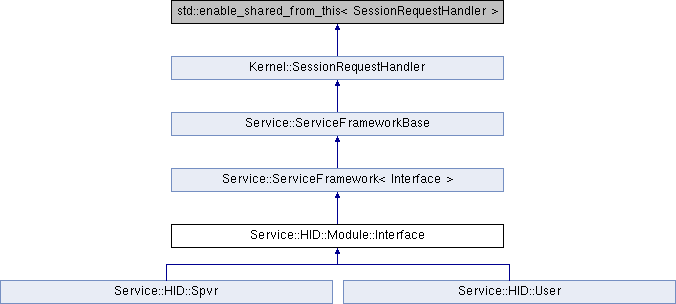 std::enable_shared_from_this< SessionRequestHandler >
Kernel::SessionRequestHandler
Service::ServiceFrameworkBase
Service::ServiceFramework< Interface >
Service::HID::Module::Interface
Service::HID::Spvr
Service::HID::User